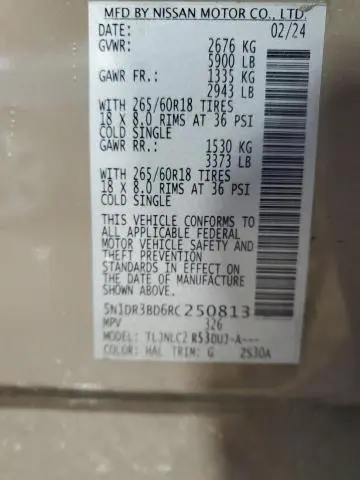 MFD BY NISSAN MOTOR CO., LTD.
DATE: 02/24
GVWR: 2676 KG
5900 LB
GAWR FR.: 1335 KG
2943 LB
WITH 265/60R18 TIRES
18 X 8.0 RIMS AT 36 PSI
COLD SINGLE
GAWR RR.: 1530 KG
3373 LB
WITH 265/60R18 TIRES
18 X 8.0 RIMS AT 36 PSI
COLD SINGLE
THIS VEHICLE CONFORMS TO
ALL APPLICABLE FEDERAL
MOTOR VEHICLE SAFETY AND
THEFT PREVENTION
STANDARDS IN EFFECT ON
THE DATE OF MANUFACTURE
SHOWN ABOVE.
5N1DR3BD6RC250813
MPV 326
MODEL: TLJNLCZ R53DUJ-A---
COLOR: HAL TRIM: G 2530A